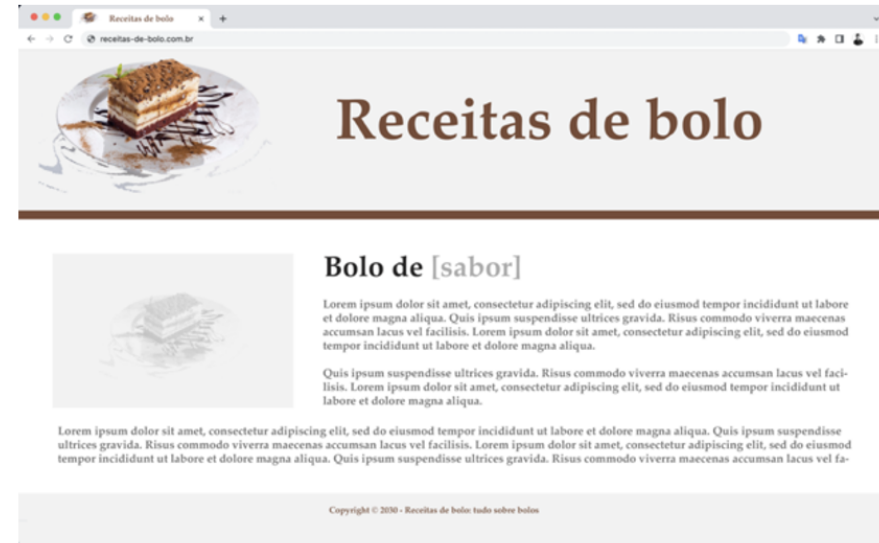 Receitas de bolo
receitas-de-bolo.com.br
Receitas de bolo
Bolo de [sabor]
Lorem ipsum dolor sit amet, consectetur adipiscing elit, sed do eiusmod tempor incididunt ut labore
et dolore magna aliqua. Quis ipsum suspendisse ultrices gravida. Risus commodo viverra maecenas
accumsan lacus vel facilisis. Lorem ipsum dolor sit amet, consectetur adipiscing elit, sed do eiusmod
tempor incididunt ut labore et dolore magna aliqua.
Quis ipsum suspendisse ultrices gravida. Risus commodo viverra maecenas accumsan lacus vel faci-
lisis. Lorem ipsum dolor sit amet, consectetur adipiscing elit, sed do eiusmod tempor incididunt ut
labore et dolore magna aliqua.
Lorem ipsum dolor sit amet, consectetur adipiscing elit, sed do eiusmod tempor incididunt ut labore et dolore magna aliqua. Quis ipsum suspendisse
ultrices gravida. Risus commodo viverra maecenas accumsan lacus vel facilisis. Lorem ipsum dolor sit amet, consectetur adipiscing elit, sed do eiusmod
tempor incididunt ut labore et dolore magna aliqua. Quis ipsum suspendisse ultrices gravida. Risus commodo viverra maecenas accumsan lacus vel fa-
Copyright © 2030 - Receitas de bolo: tudo sobre bolos